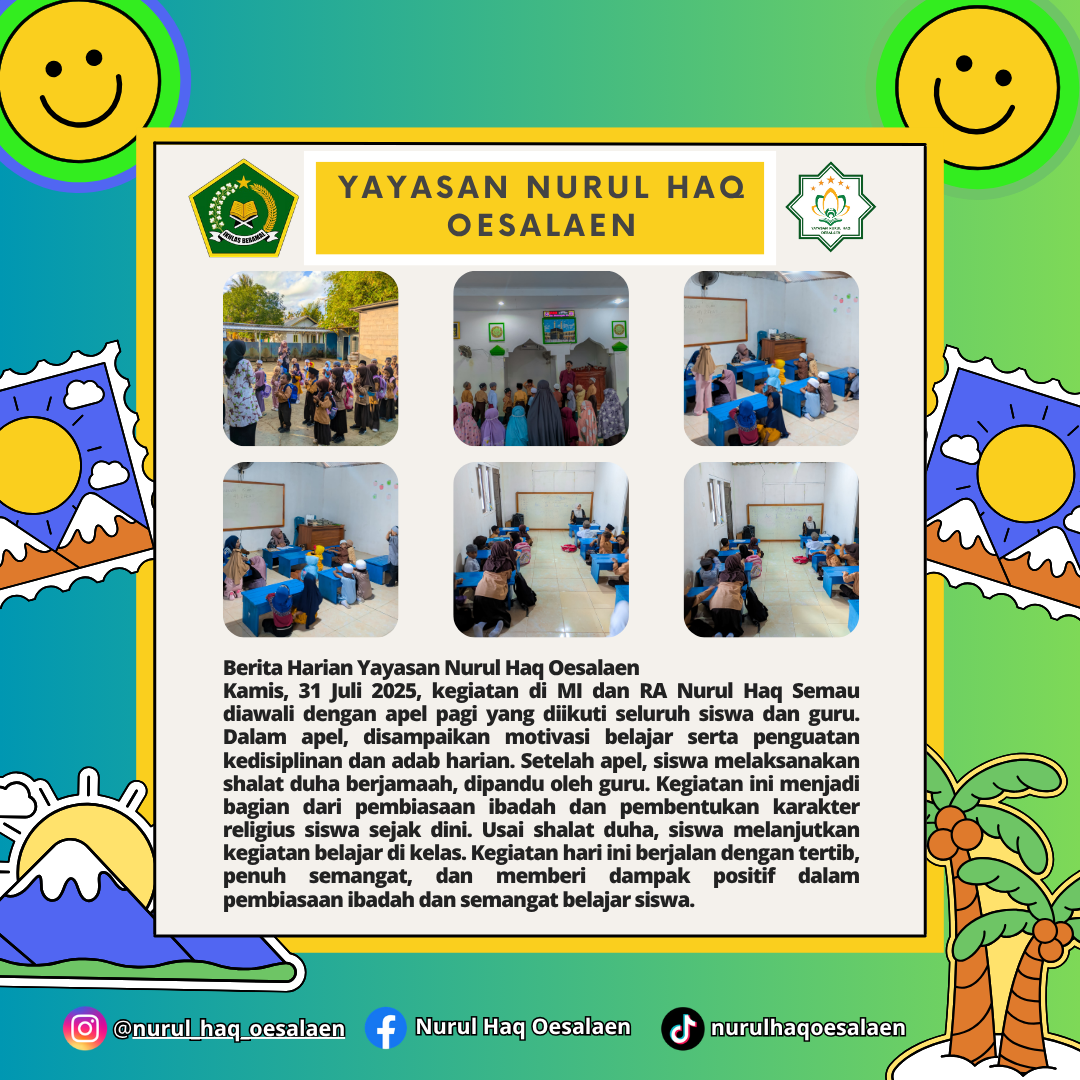 YAYASAN NURUL HAQ
OESALAEN
IKHLAS BERAMAL
YAYASAN NURUL HAQ
OESALAEN
Berita Harian Yayasan Nurul Haq Oesalaen
Kamis, 31 Juli 2025, kegiatan di MI dan RA Nurul Haq Semau
diawali dengan apel pagi yang diikuti seluruh siswa dan guru.
Dalam apel, disampaikan motivasi belajar serta penguatan
kedisiplinan dan adab harian. Setelah apel, siswa melaksanakan
shalat duha berjamaah, dipandu oleh guru. Kegiatan ini menjadi
bagian dari pembiasaan ibadah dan pembentukan karakter
religius siswa sejak dini. Usai shalat duha, siswa melanjutkan
kegiatan belajar di kelas. Kegiatan hari ini berjalan dengan tertib,
penuh semangat, dan memberi dampak positif dalam
pembiasaan ibadah dan semangat belajar siswa.
@nurul_haq_oesalaen
Nurul Haq Oesalaen
nurulhaqoesalaen